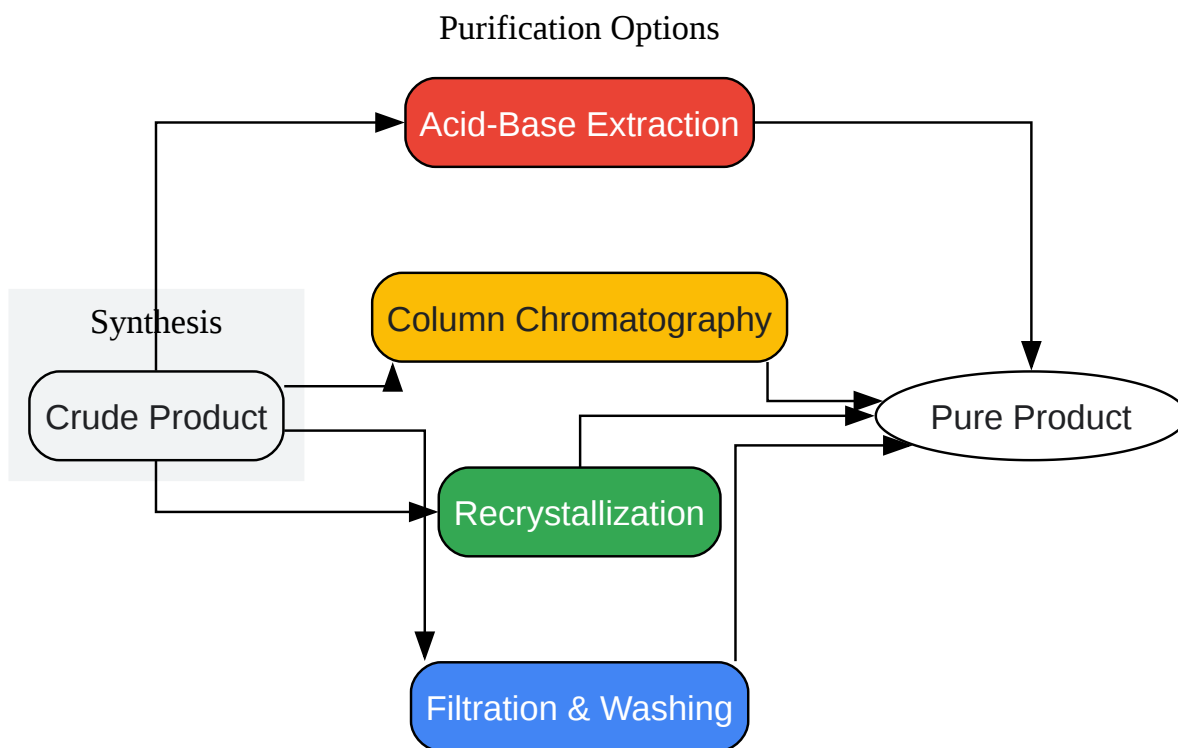 Purification Options
Acid-Base Extraction
Column Chromatography
Synthesis
Crude Product
Pure Product
Recrystallization
Filtration & Washing